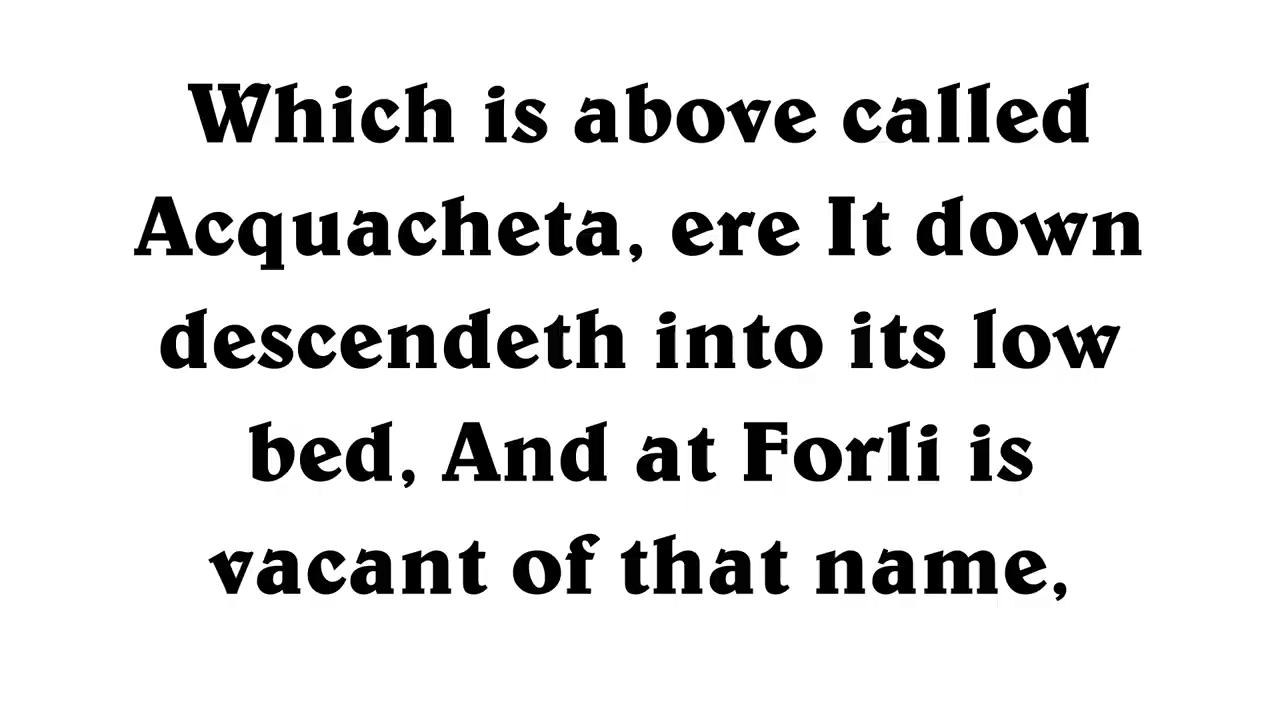 Which is above called
Acquacheta, ere It down
descendeth into its low
bed, And at Forli is
vacant of that name,